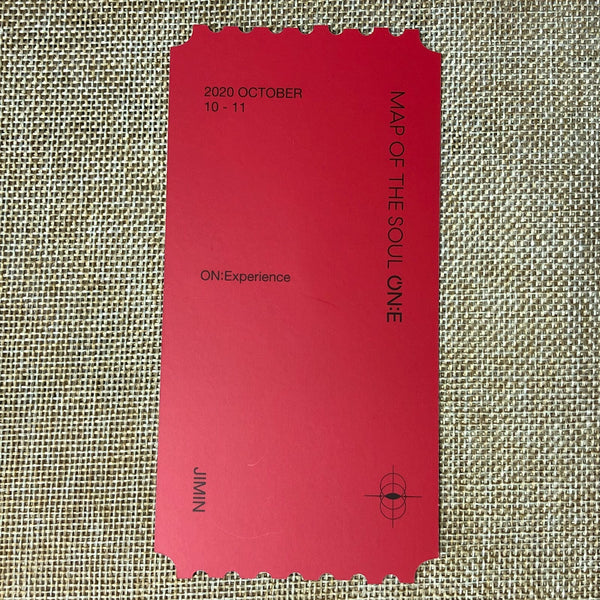 2020 OCTOBER
10 - 11
MAP OF THE SOUL ON:E
ON:Experience
JIMIN